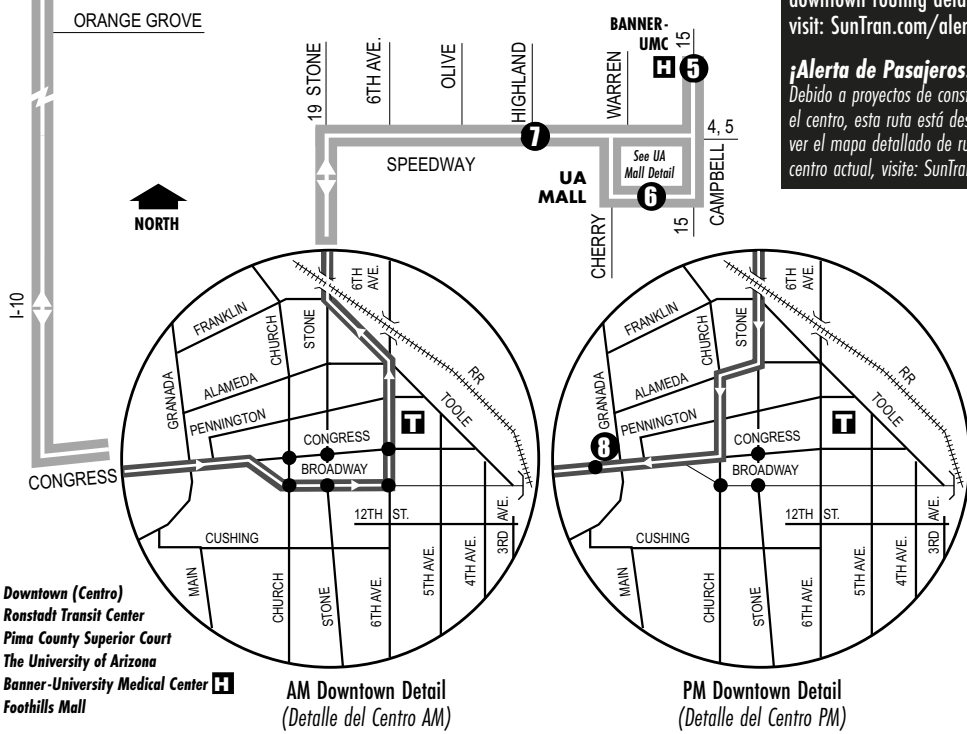 ORANGE GROVE
downtown routing deta
visit: SunTran.com/aler
¡Alerta de Pasajeros
Debido a proyectos de const
el centro, esta ruta está des
ver el mapa detallado de ru
centro actual, visite: SunTra
BANNER-
UMC
15
H
5
19 STONE
6TH AVE.
OLIVE
HIGHLAND
WARREN
7
4, 5
SPEEDWAY
See UA
Mall Detail
UA
MALL
6
CAMPBELL
CHERRY
15
NORTH
I-10
CONGRESS
FRANKLIN
CHURCH
STONE
6TH
AVE.
GRANADA
ALAMEDA
PENNINGTON
RR
TOOLE
T
CONGRESS
BROADWAY
12TH ST.
CUSHING
MAIN
CHURCH
STONE
6TH AVE.
5TH AVE.
4TH AVE.
3RD AVE.
AM Downtown Detail
(Detalle del Centro AM)
FRANKLIN
CHURCH
STONE
6TH
AVE.
GRANADA
ALAMEDA
PENNINGTON
RR
TOOLE
T
8
CONGRESS
BROADWAY
12TH ST.
CUSHING
MAIN
CHURCH
STONE
6TH AVE.
5TH AVE.
4TH AVE.
3RD AVE.
PM Downtown Detail
(Detalle del Centro PM)
Downtown (Centro)
Ronstadt Transit Center
Pima County Superior Court
The University of Arizona
Banner-University Medical Center H
Foothills Mall